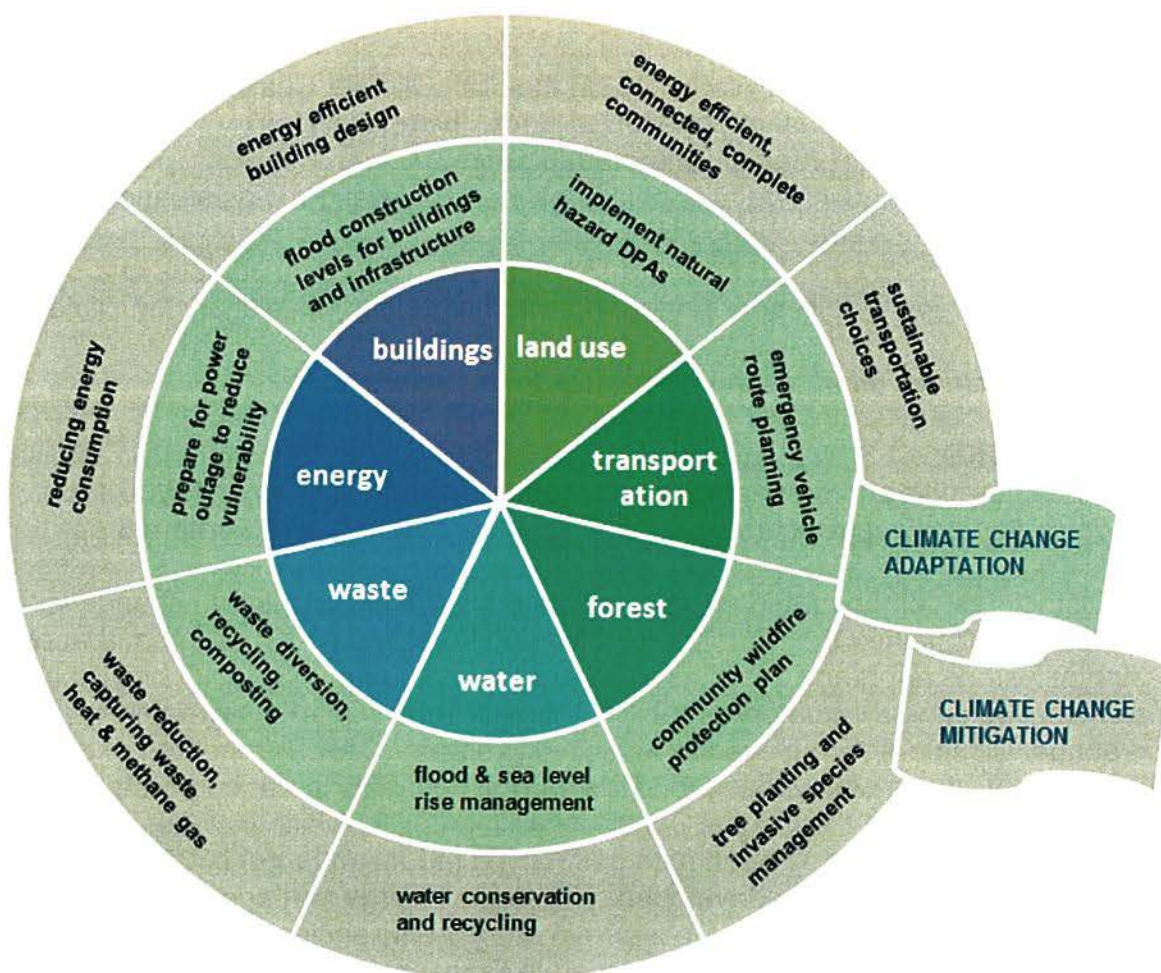 energy efficient
building design
energy efficient,
connected, complete
communities
flood construction
levels for buildings
and infrastructure
implement natural
hazard DPAs
sustainable
transportation
choices
buildings
land use
reducing energy
consumption
prepare for power
outage to reduce
vulnerability
energy
transport
ation
emergency vehicle
route planning
CLIMATE CHANGE
ADAPTATION
waste
forest
water
waste diversion,
recycling,
composting
community wildfire
protection plan
CLIMATE CHANGE
MITIGATION
waste reduction,
capturing waste
heat & methane gas
flood & sea level
rise management
tree planting and
invasive species
management
water conservation
and recycling